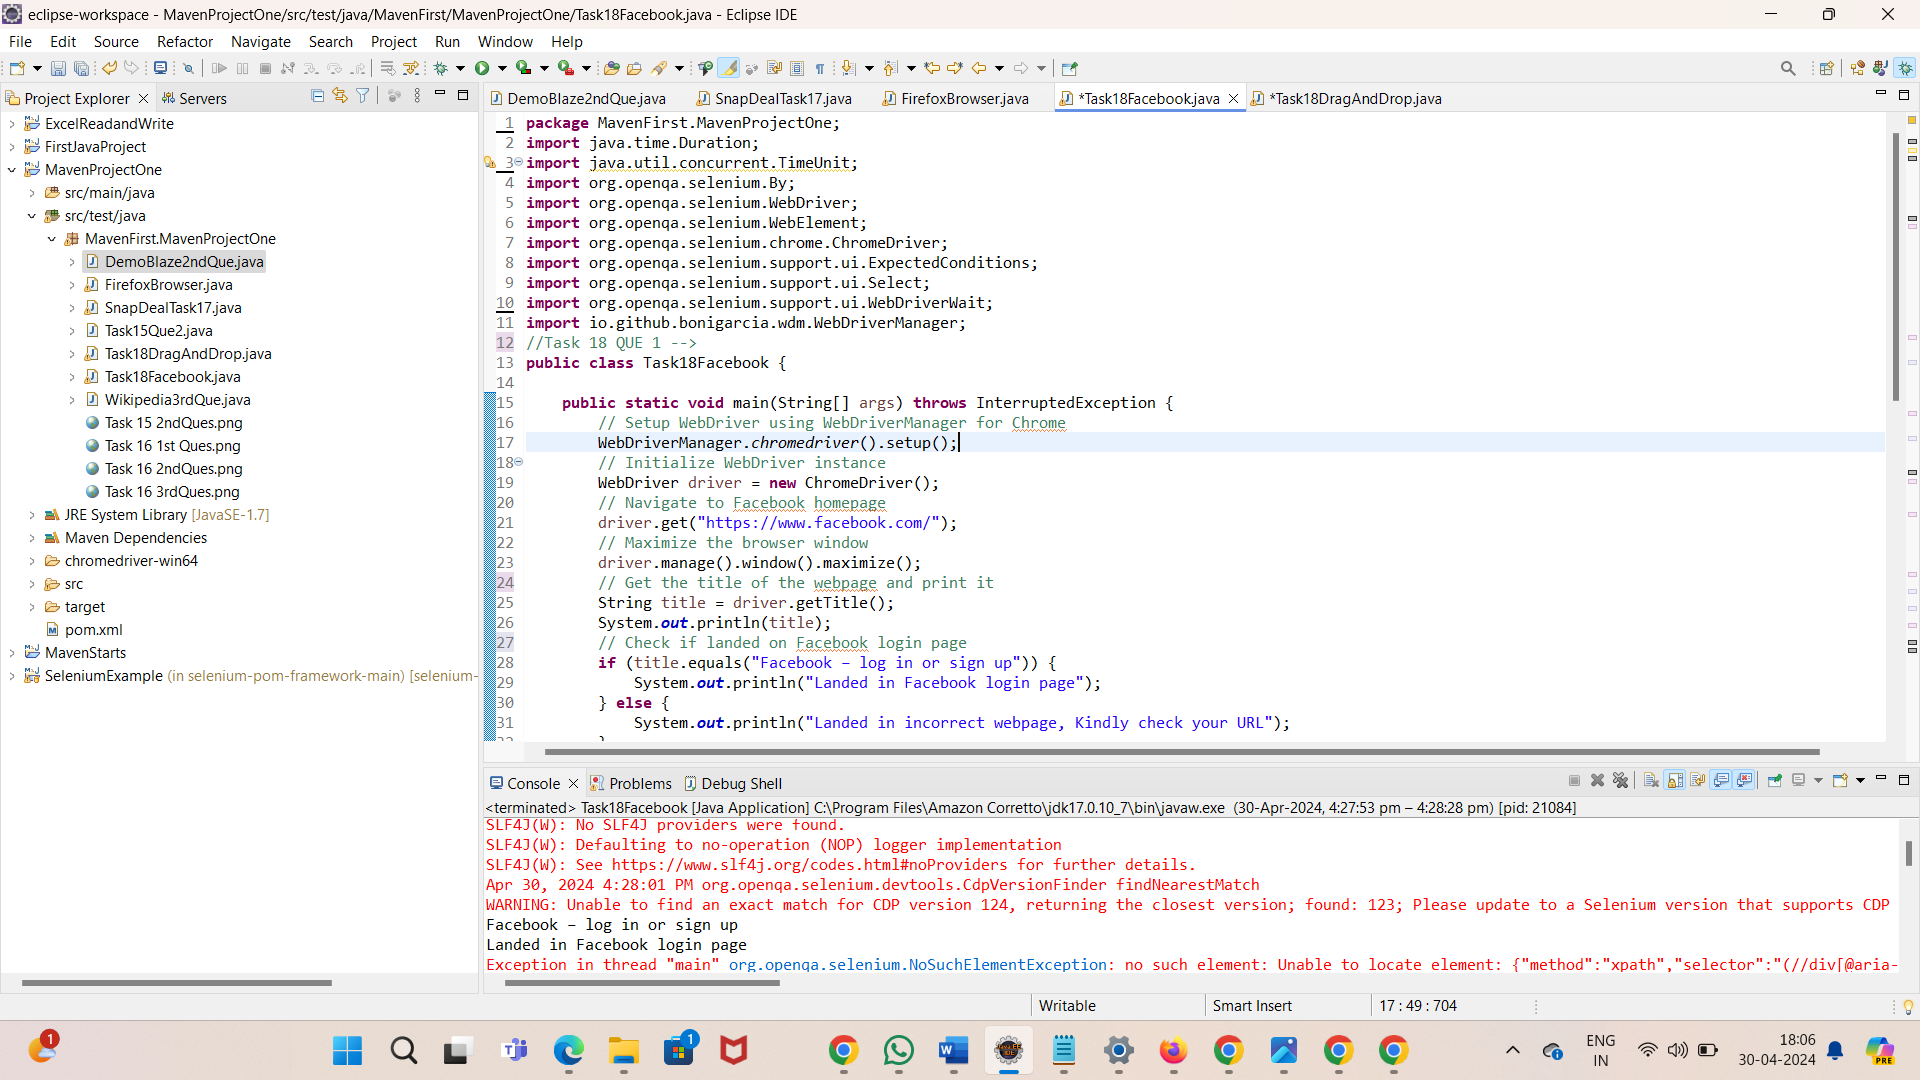 eclipse-workspace - MavenProjectOne/src/test/java/MavenFirst/MavenProjectOne/Task18Facebook.java - Eclipse IDE
File Edit Source Refactor Navigate Search Project Run Window Help
Project Explorer Servers
ExcelReadandWrite
FirstJavaProject
MavenProjectOne
src/main/java
src/test/java
MavenFirst.MavenProjectOne
DemoBlaze2ndQue.java
FirefoxBrowser.java
SnapDealTask17.java
Task15Que2.java
Task18DragAndDrop.java
Task18Facebook.java
Wikipedia3rdQue.java
Task 15 2ndQues.png
Task 16 1st Ques.png
Task 16 2ndQues.png
Task 16 3rdQues.png
JRE System Library [JavaSE-1.7]
Maven Dependencies
chromedriver-win64
src
target
pom.xml
MavenStarts
SeleniumExample (in selenium-pom-framework-main) [selenium-
DemoBlaze2ndQue.java SnapDealTask17.java FirefoxBrowser.java *Task18Facebook.java *Task18DragAndDrop.java
1 package MavenFirst.MavenProjectOne;
2 import java.time.Duration;
3 import java.util.concurrent.TimeUnit;
4 import org.openqa.selenium.By;
5 import org.openqa.selenium.WebDriver;
6 import org.openqa.selenium.WebElement;
7 import org.openqa.selenium.chrome.ChromeDriver;
8 import org.openqa.selenium.support.ui.ExpectedConditions;
9 import org.openqa.selenium.support.ui.Select;
10 import org.openqa.selenium.support.ui.WebDriverWait;
11 import io.github.bonigarcia.wdm.WebDriverManager;
12 //Task 18 QUE 1 -->
13 public class Task18Facebook {
14
15 public static void main(String[] args) throws InterruptedException {
16 // Setup WebDriver using WebDriverManager for Chrome
17 WebDriverManager.chromedriver().setup();
18 // Initialize WebDriver instance
19 WebDriver driver = new ChromeDriver();
20 // Navigate to Facebook homepage
21 driver.get("https://www.facebook.com/");
22 // Maximize the browser window
23 driver.manage().window().maximize();
24 // Get the title of the webpage and print it
25 String title = driver.getTitle();
26 System.out.println(title);
27 // Check if landed on Facebook login page
28 if (title.equals("Facebook – log in or sign up")) {
29 System.out.println("Landed in Facebook login page");
30 } else {
31 System.out.println("Landed in incorrect webpage, Kindly check your URL");
Console Problems Debug Shell
<terminated> Task18Facebook [Java Application] C:\Program Files\Amazon Corretto\jdk17.0.10_7\bin\javaw.exe (30-Apr-2024, 4:27:53 pm – 4:28:28 pm) [pid: 21084]
SLF4J(W): No SLF4J providers were found.
SLF4J(W): Defaulting to no-operation (NOP) logger implementation
SLF4J(W): See https://www.slf4j.org/codes.html#noProviders for further details.
Apr 30, 2024 4:28:01 PM org.openqa.selenium.devtools.CdpVersionFinder findNearestMatch
WARNING: Unable to find an exact match for CDP version 124, returning the closest version; found: 123; Please update to a Selenium version that supports CDP
Facebook – log in or sign up
Landed in Facebook login page
Exception in thread "main" org.openqa.selenium.NoSuchElementException: no such element: Unable to locate element: {"method":"xpath","selector":"(//div[@aria-
Writable Smart Insert 17 : 49 : 704
1
1
ENG
IN
18:06
30-04-2024
PRE